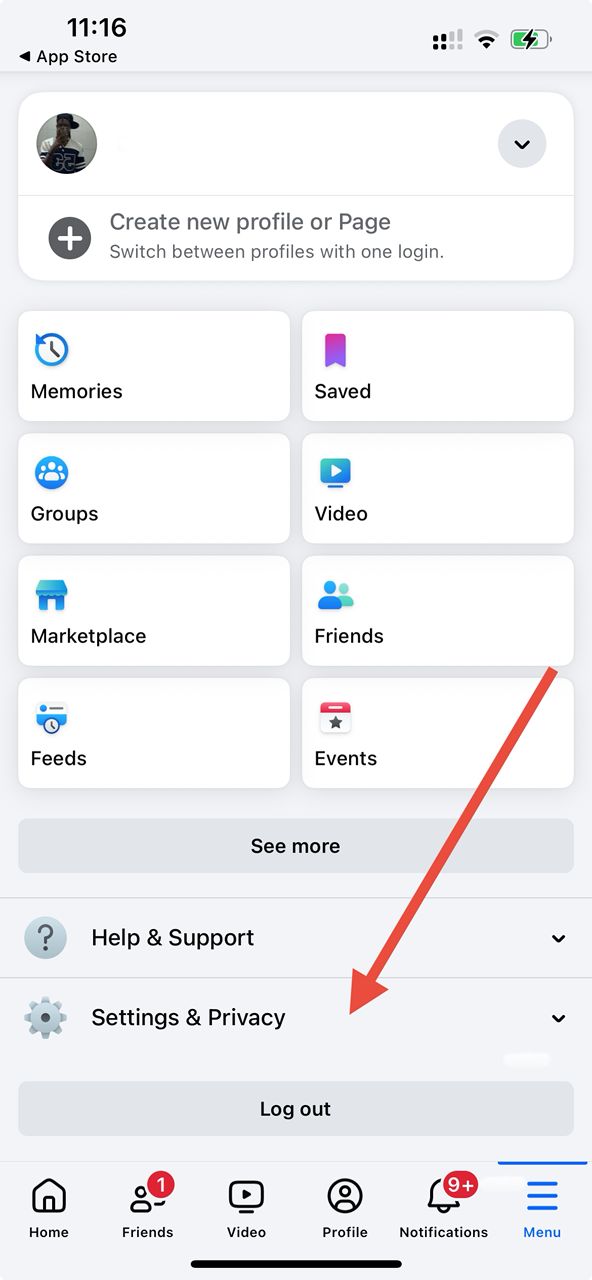 11:16
◀ App Store
Create new profile or Page
Switch between profiles with one login.
Memories
Saved
Groups
Video
Marketplace
Friends
Feeds
Events
See more
Help & Support
Settings & Privacy
Log out
1
9+
Home
Friends
Video
Profile
Notifications
Menu